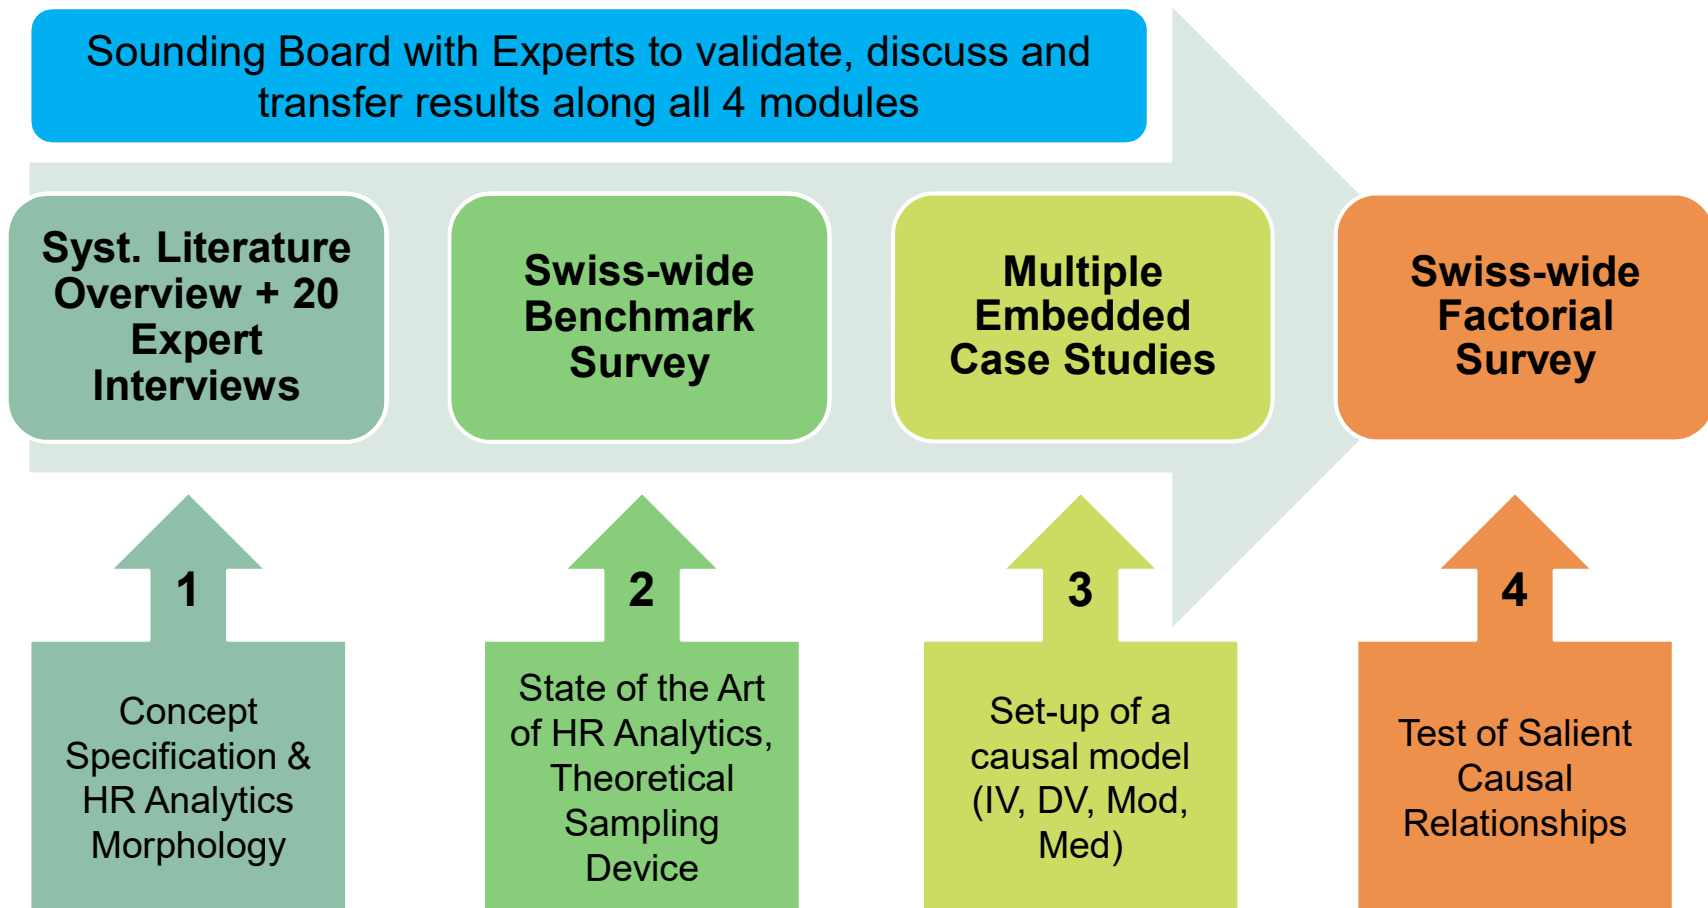 Sounding Board with Experts to validate, discuss and
transfer results along all 4 modules
Syst. Literature
Overview + 20
Expert
Interviews
Swiss-wide
Benchmark
Survey
Multiple
Embedded
Case Studies
Swiss-wide
Factorial
Survey
1
Concept
Specification &
HR Analytics
Morphology
2
State of the Art
of HR Analytics,
Theoretical
Sampling
Device
3
Set-up of a
causal model
(IV, DV, Mod,
Med)
4
Test of Salient
Causal
Relationships